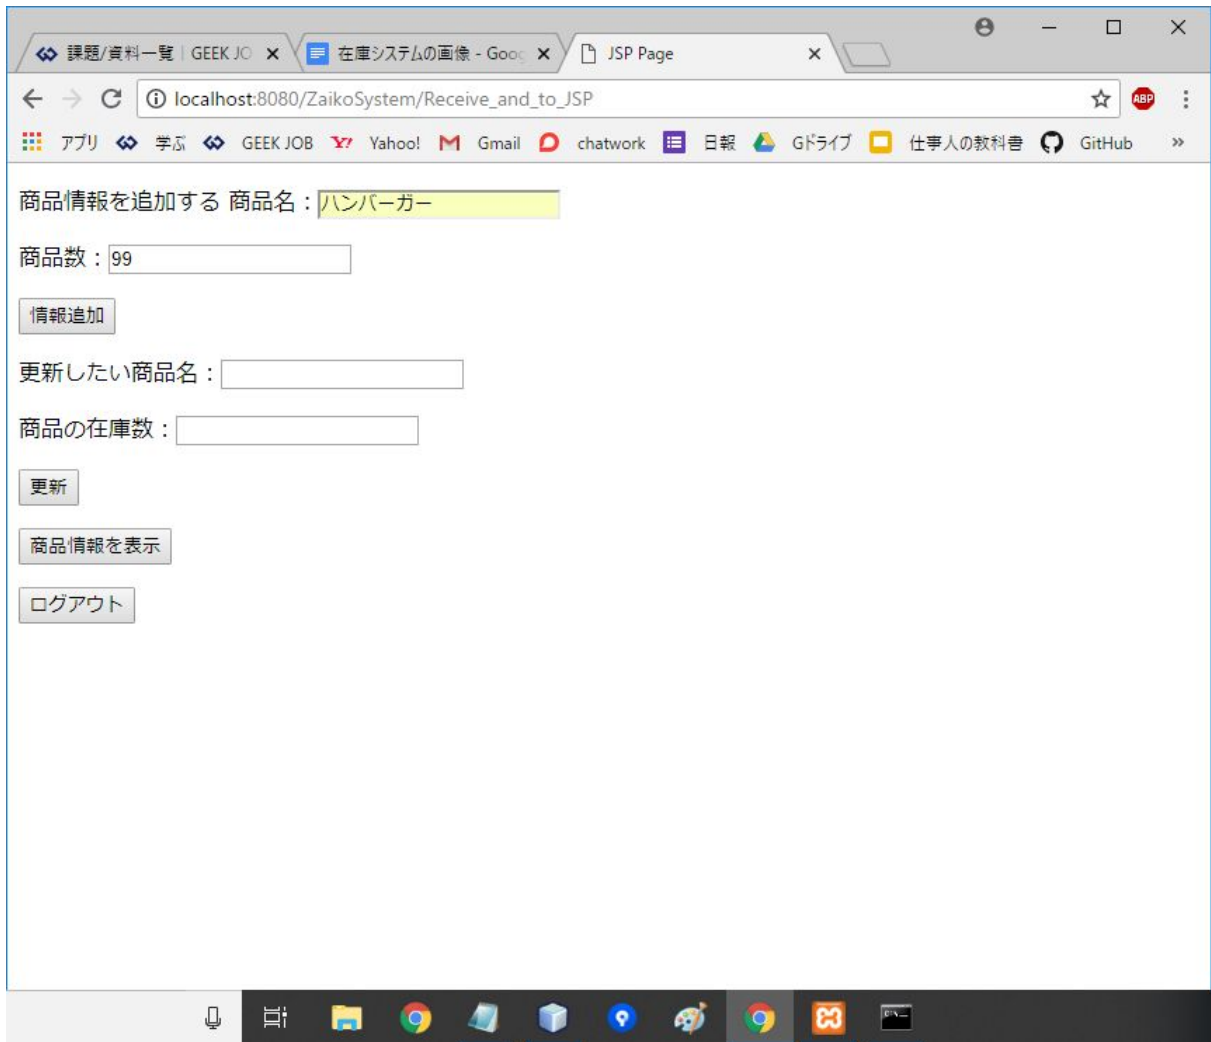 課題/資料一覧 | GEEK JO
在庫システムの画像 - Goog
JSP Page
localhost:8080/ZaikoSystem/Receive_and_to_JSP
ABP
アプリ 学ぶ GEEK JOB Y! Yahoo! M Gmail chatwork 日報 Gドライブ 仕事人の教科書 GitHub »
商品情報を追加する 商品名：ハンバーガー
商品数：99
情報追加
更新したい商品名：
商品の在庫数：
更新
商品情報を表示
ログアウト